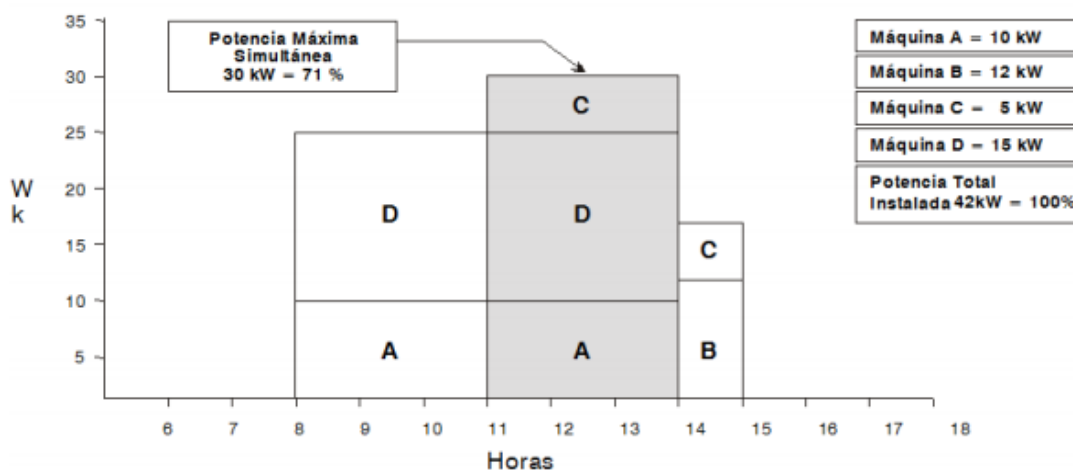 35
30
25
20
15
10
5
W
k
Potencia Máxima
Simultánea
30 kW = 71 %
C
D
D
C
A
A
B
6 7 8 9 10 11 12 13 14 15 16 17 18
Horas
Máquina A = 10 kW
Máquina B = 12 kW
Máquina C = 5 kW
Máquina D = 15 kW
Potencia Total
Instalada 42kW = 100%